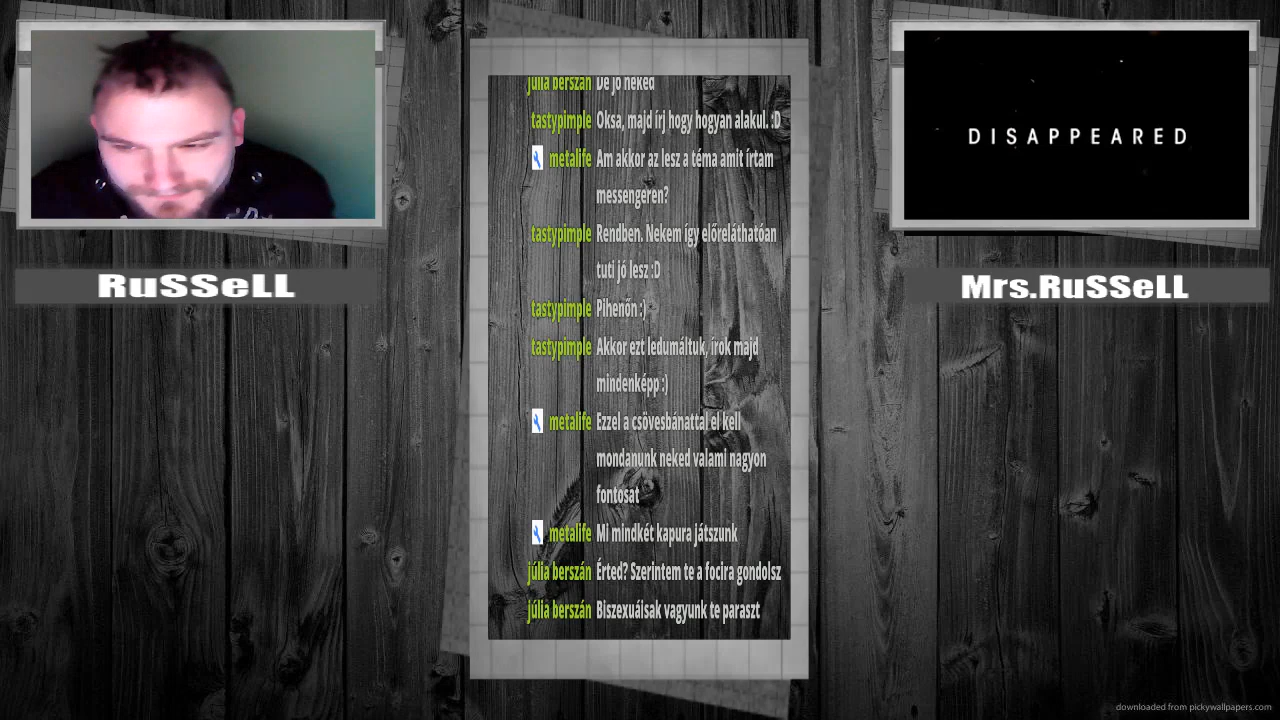 júlia berszán De jó neked
tastypimple Oksa, majd írj hogy hogyan alakul. :D
metalife Am akkor az lesz a téma amit írtam
messengeren?
tastypimple Rendben. Nekem így előreláthatóan
tuti jó lesz :D
tastypimple Pihenőn :)
tastypimple Akkor ezt ledumáltuk, írok majd
mindenképp :)
metalife Ezzel a csövesbánattal el kell
mondanunk neked valami nagyon
fontosat
metalife Mi mindkét kapura játszunk
júlia berszán Érted? Szerintem te a focira gondolsz
júlia berszán Biszexuáisak vagyunk te paraszt
RuSSeLL
DISAPPEARED
Mrs.RuSSeLL
downloaded from pickywallpapers.com